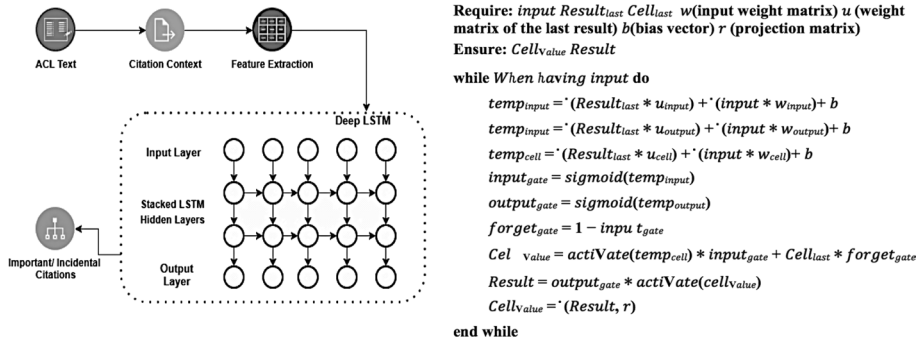 ACL Text
Citation Context
Feature Extraction
Deep LSTM
Input Layer
Stacked LSTM
Hidden Layers
Output
Layer
Important/ Incidental
Citations
Require: input Result_last Cell_last w(input weight matrix) u (weight
matrix of the last result) b(bias vector) r (projection matrix)
Ensure: Cell_Value Result
while When having input do
temp_input = ˙(Result_last * u_input) + ˙(input * w_input)+ b
temp_input = ˙(Result_last * u_output) + ˙(input * w_output)+ b
temp_cell = ˙(Result_last * u_cell) + ˙(input * w_cell)+ b
input_gate = sigmoid(temp_input)
output_gate = sigmoid(temp_output)
forget_gate = 1 − inpu t_gate
Cel Value = actiVate(temp_cell) * input_gate + Cell_last * forget_gate
Result = output_gate * actiVate(cell_Value)
Cell_Value = ˙(Result, r)
end while